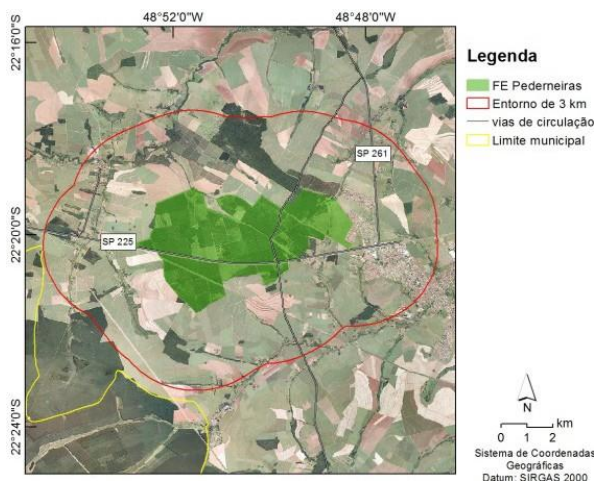 48°52'0"W
48°48'0"W
22°16'0"S
22°20'0"S
22°24'0"S
SP 261
SP 225
Legenda
FE Pederneiras
Entorno de 3 km
vias de circulação
Limite municipal
N
0 1 2 km
Sistema de Coordenadas
Geográficas
Datum: SIRGAS 2000